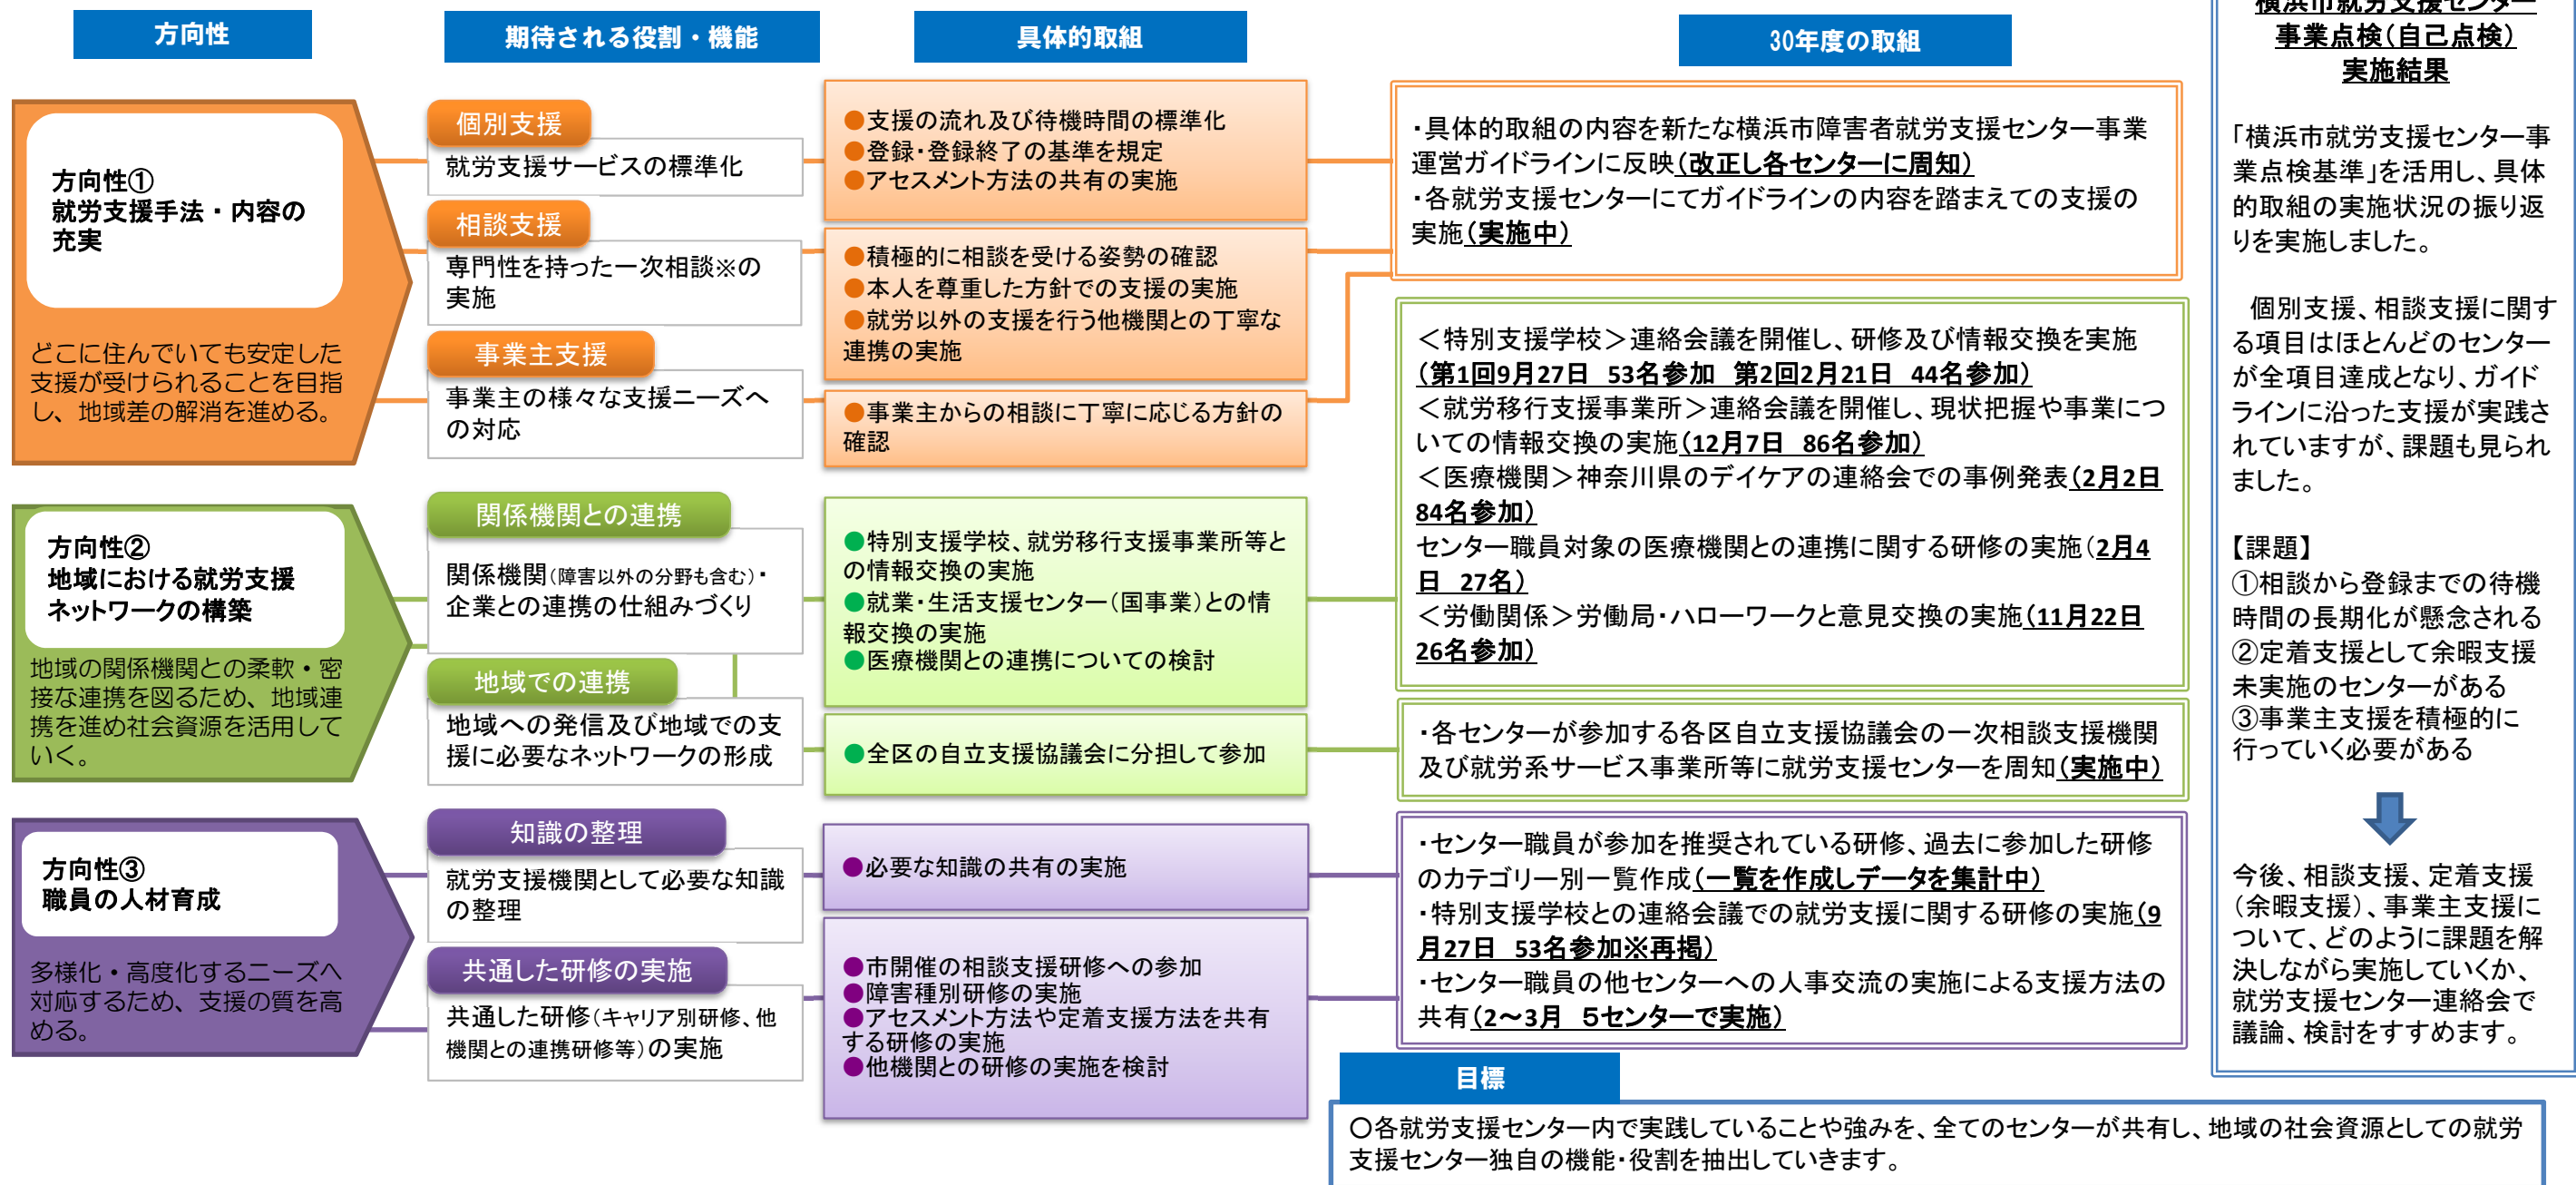 方向性
期待される役割・機能
具体的取組
30年度の取組
方向性①
就労支援手法・内容の
充実
どこに住んでいても安定した
支援が受けられることを目指
し、地域差の解消を進める。
個別支援
就労支援サービスの標準化
相談支援
専門性を持った一次相談※の
実施
事業主支援
事業主の様々な支援ニーズへ
の対応
●支援の流れ及び待機時間の標準化
●登録・登録終了の基準を規定
●アセスメント方法の共有の実施
●積極的に相談を受ける姿勢の確認
●本人を尊重した方針での支援の実施
●就労以外の支援を行う他機関との丁寧な
連携の実施
●事業主からの相談に丁寧に応じる方針の
確認
・具体的取組の内容を新たな横浜市障害者就労支援センター事業
運営ガイドラインに反映(改正し各センターに周知)
・各就労支援センターにてガイドラインの内容を踏まえての支援の
実施(実施中)
方向性②
地域における就労支援
ネットワークの構築
地域の関係機関との柔軟・密
接な連携を図るため、地域連
携を進め社会資源を活用して
いく。
関係機関との連携
関係機関(障害以外の分野も含む)・
企業との連携の仕組みづくり
地域での連携
地域への発信及び地域での支
援に必要なネットワークの形成
●特別支援学校、就労移行支援事業所等と
の情報交換の実施
●就業・生活支援センター(国事業)との情
報交換の実施
●医療機関との連携についての検討
●全区の自立支援協議会に分担して参加
＜特別支援学校＞連絡会議を開催し、研修及び情報交換を実施
(第1回9月27日　53名参加　第2回2月21日　44名参加)
＜就労移行支援事業所＞連絡会議を開催し、現状把握や事業につ
いての情報交換の実施(12月7日　86名参加)
＜医療機関＞神奈川県のデイケアの連絡会での事例発表(2月2日
84名参加)
センター職員対象の医療機関との連携に関する研修の実施(2月4
日　27名)
＜労働関係＞労働局・ハローワークと意見交換の実施(11月22日
26名参加)
・各センターが参加する各区自立支援協議会の一次相談支援機関
及び就労系サービス事業所等に就労支援センターを周知(実施中)
方向性③
職員の人材育成
多様化・高度化するニーズへ
対応するため、支援の質を高
める。
知識の整理
就労支援機関として必要な知識
の整理
共通した研修の実施
共通した研修(キャリア別研修、他
機関との連携研修等)の実施
●必要な知識の共有の実施
●市開催の相談支援研修への参加
●障害種別研修の実施
●アセスメント方法や定着支援方法を共有
する研修の実施
●他機関との研修の実施を検討
・センター職員が参加を推奨されている研修、過去に参加した研修
のカテゴリー別一覧作成(一覧を作成しデータを集計中)
・特別支援学校との連絡会議での就労支援に関する研修の実施(9
月27日　53名参加※再掲)
・センター職員の他センターへの人事交流の実施による支援方法の
共有(2～3月　5センターで実施)
目標
○各就労支援センター内で実践していることや強みを、全てのセンターが共有し、地域の社会資源としての就労
支援センター独自の機能・役割を抽出していきます。
横浜市就労支援センター
事業点検(自己点検)
実施結果
「横浜市就労支援センター事
業点検基準」を活用し、具体
的取組の実施状況の振り返
りを実施しました。
個別支援、相談支援に関す
る項目はほとんどのセンター
が全項目達成となり、ガイド
ラインに沿った支援が実践さ
れていますが、課題も見られ
ました。
【課題】
①相談から登録までの待機
時間の長期化が懸念される
②定着支援として余暇支援
未実施のセンターがある
③事業主支援を積極的に
行っていく必要がある
今後、相談支援、定着支援
(余暇支援)、事業主支援に
ついて、どのように課題を解
決しながら実施していくか、
就労支援センター連絡会で
議論、検討をすすめます。